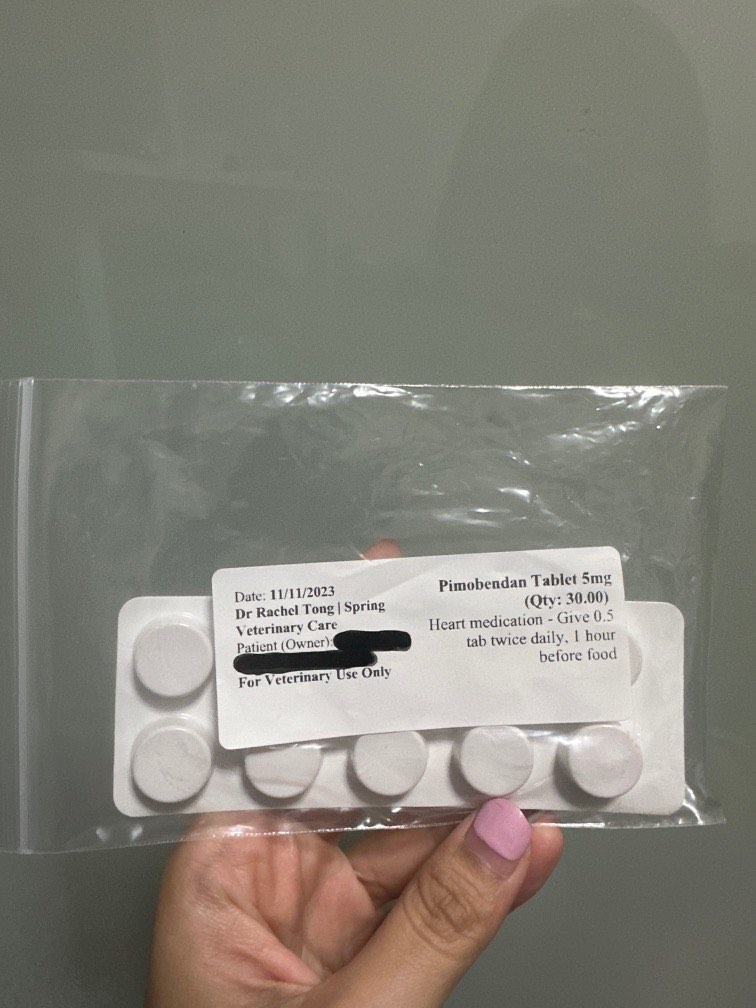 Date: 11/11/2023
Dr Rachel Tong | Spring
Veterinary Care
Patient (Owner):
For Veterinary Use Only
Pimobendan Tablet 5mg
(Qty: 30.00)
Heart medication - Give 0.5
tab twice daily, 1 hour
before food